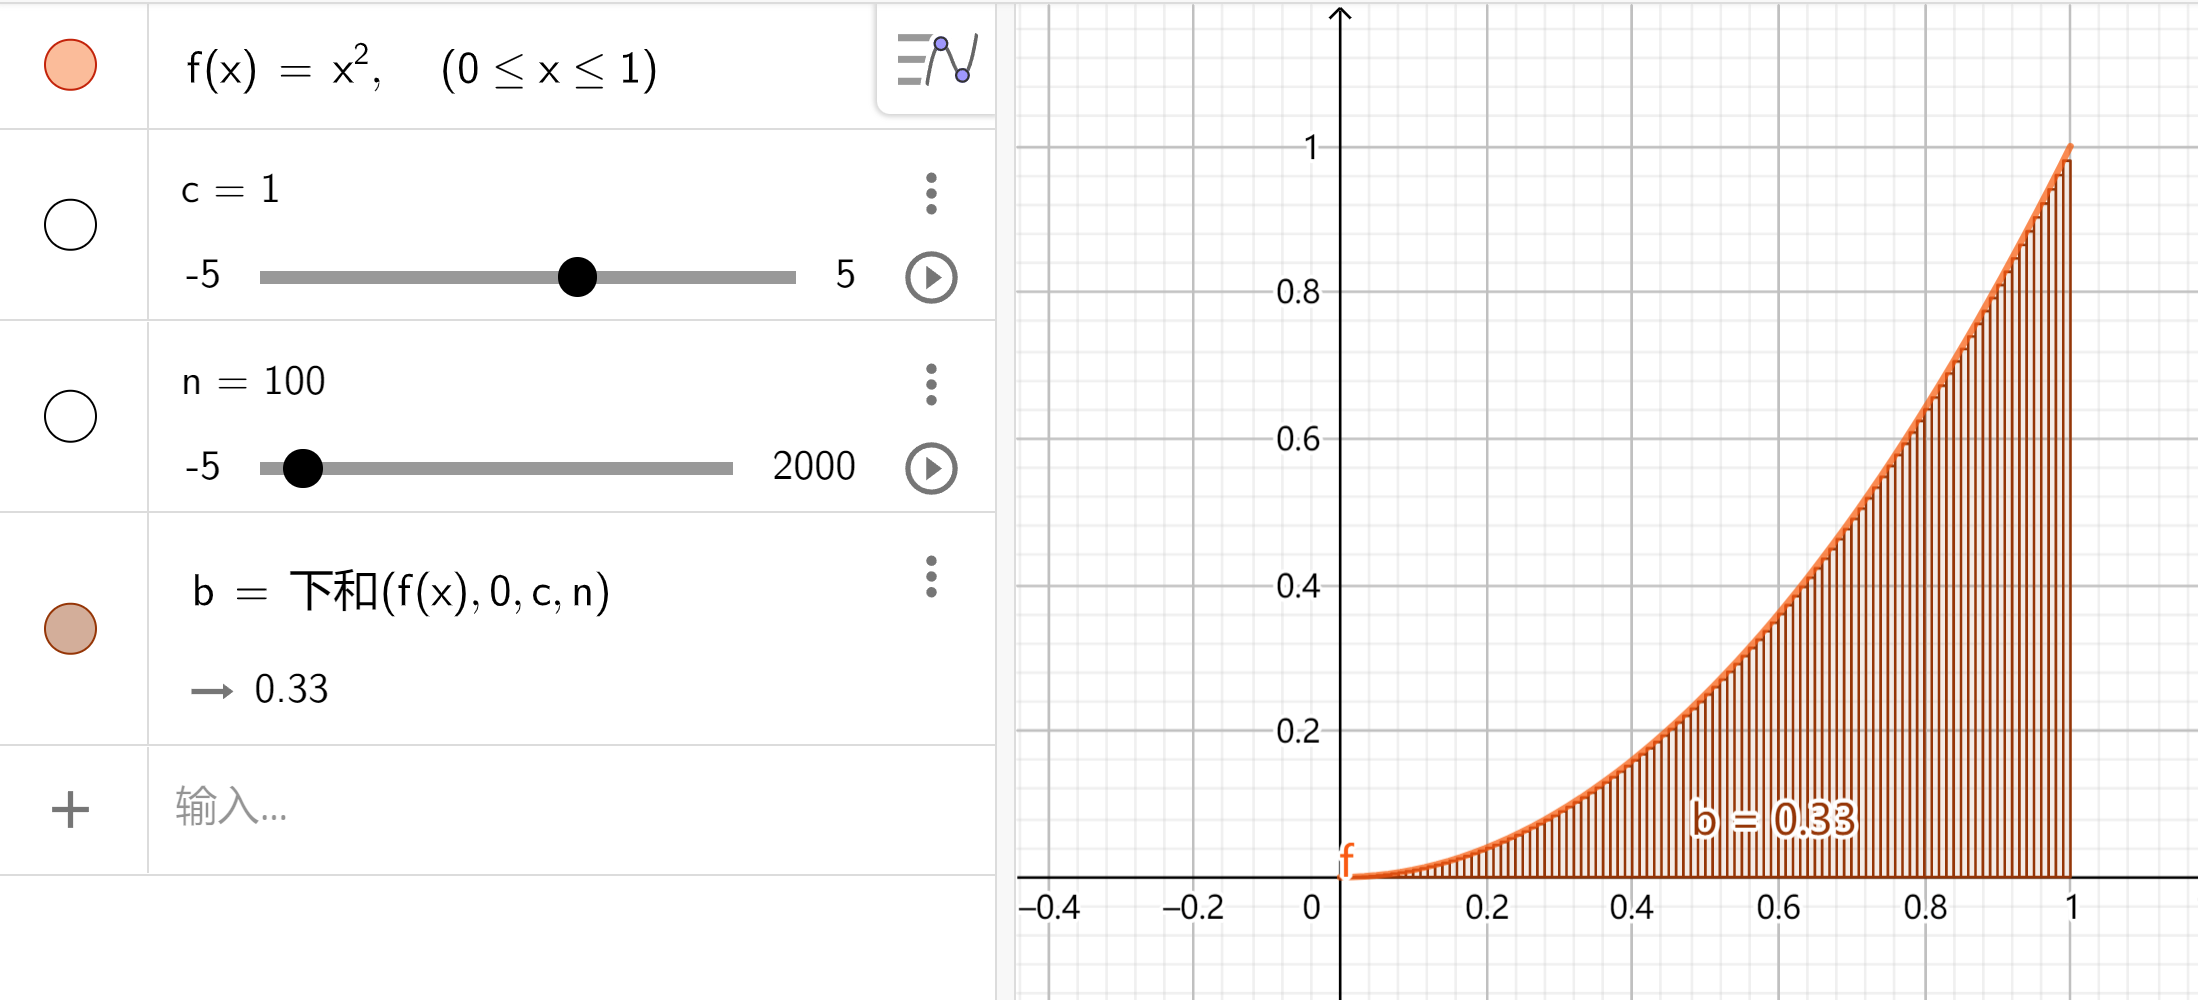 f(x) = x², (0 ≤ x ≤ 1)
c = 1
-5 5
n = 100
-5 2000
b = 下和(f(x), 0, c, n)
→ 0.33
+ 输入...
1
0.8
0.6
0.4
0.2
b = 0.33
f
−0.4 −0.2 0 0.2 0.4 0.6 0.8 1